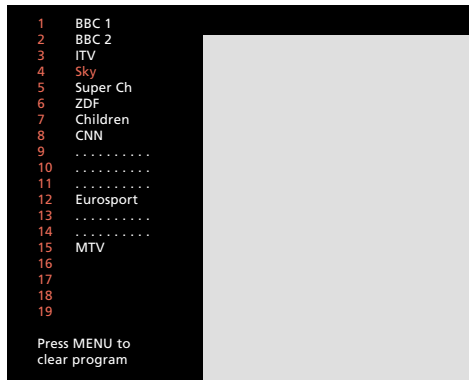 1 BBC 1
2 BBC 2
3 ITV
4 Sky
5 Super Ch
6 ZDF
7 Children
8 CNN
9 . . . . . . . . . .
10 . . . . . . . . . .
11 . . . . . . . . . .
12 Eurosport
13 . . . . . . . . . .
14 . . . . . . . . . .
15 MTV
16
17
18
19
Press MENU to
clear program